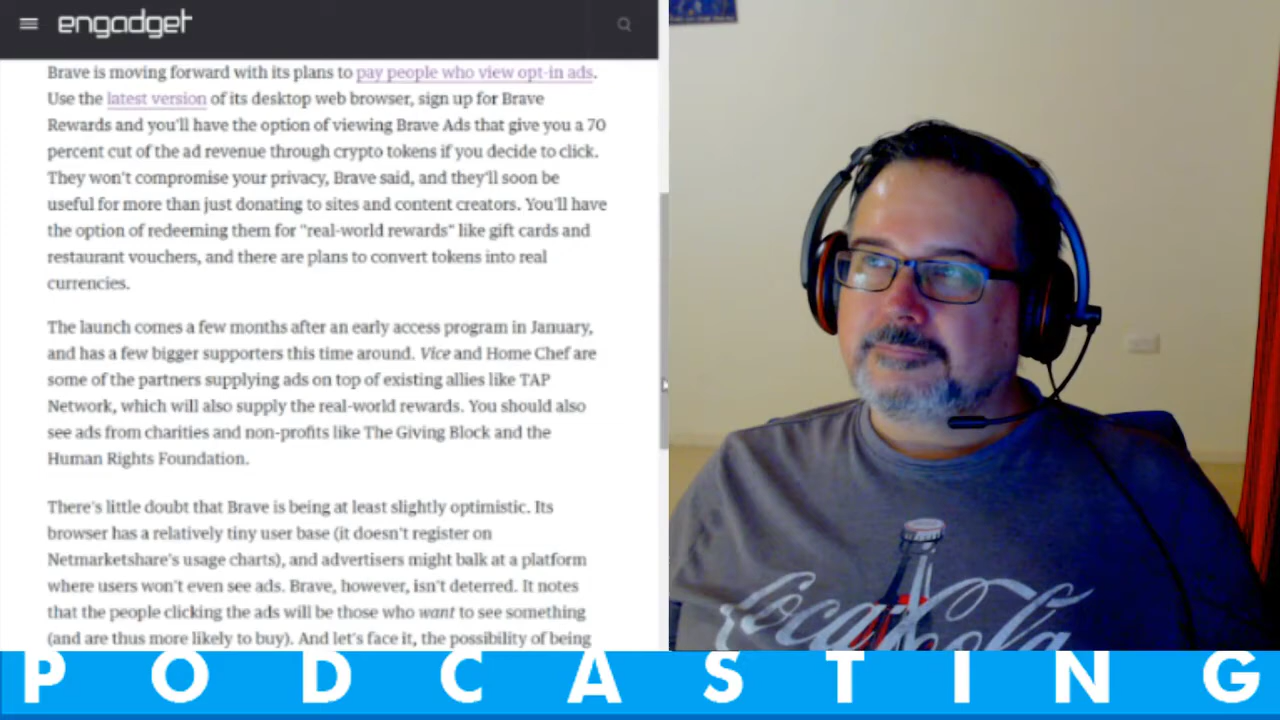 engadget
Brave is moving forward with its plans to pay people who view opt-in ads.
Use the latest version of its desktop web browser, sign up for Brave
Rewards and you'll have the option of viewing Brave Ads that give you a 70
percent cut of the ad revenue through crypto tokens if you decide to click.
They won't compromise your privacy, Brave said, and they'll soon be
useful for more than just donating to sites and content creators. You'll have
the option of redeeming them for "real-world rewards" like gift cards and
restaurant vouchers, and there are plans to convert tokens into real
currencies.
The launch comes a few months after an early access program in January,
and has a few bigger supporters this time around. Vice and Home Chef are
some of the partners supplying ads on top of existing allies like TAP
Network, which will also supply the real-world rewards. You should also
see ads from charities and non-profits like The Giving Block and the
Human Rights Foundation.
There's little doubt that Brave is being at least slightly optimistic. Its
browser has a relatively tiny user base (it doesn't register on
Netmarketshare's usage charts), and advertisers might balk at a platform
where users won't even see ads. Brave, however, isn't deterred. It notes
that the people clicking the ads will be those who want to see something
(and are thus more likely to buy). And let's face it, the possibility of being
Coca-Cola
PODCASTING